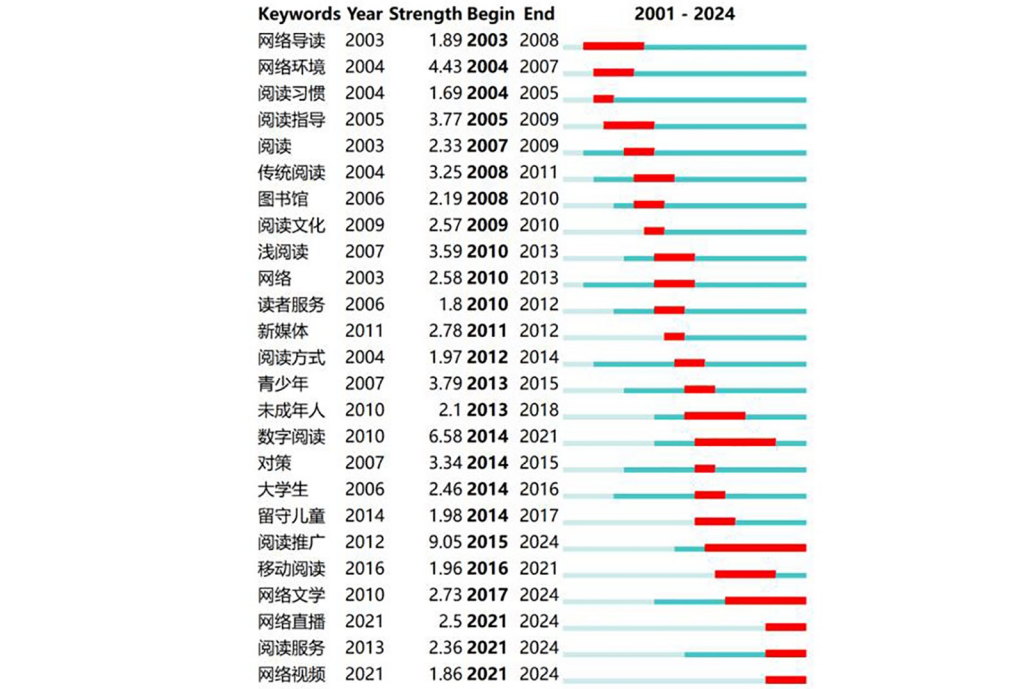 Keywords Year Strength Begin End 2001 - 2024
网络导读 2003 1.89 2003 2008
网络环境 2004 4.43 2004 2007
阅读习惯 2004 1.69 2004 2005
阅读指导 2005 3.77 2005 2009
阅读 2003 2.33 2007 2009
传统阅读 2004 3.25 2008 2011
图书馆 2006 2.19 2008 2010
阅读文化 2009 2.57 2009 2010
浅阅读 2007 3.59 2010 2013
网络 2003 2.58 2010 2013
读者服务 2006 1.8 2010 2012
新媒体 2011 2.78 2011 2012
阅读方式 2004 1.97 2012 2014
青少年 2007 3.79 2013 2015
未成年人 2010 2.1 2013 2018
数字阅读 2010 6.58 2014 2021
对策 2007 3.34 2014 2015
大学生 2006 2.46 2014 2016
留守儿童 2014 1.98 2014 2017
阅读推广 2012 9.05 2015 2024
移动阅读 2016 1.96 2016 2021
网络文学 2010 2.73 2017 2024
网络直播 2021 2.5 2021 2024
阅读服务 2013 2.36 2021 2024
网络视频 2021 1.86 2021 2024